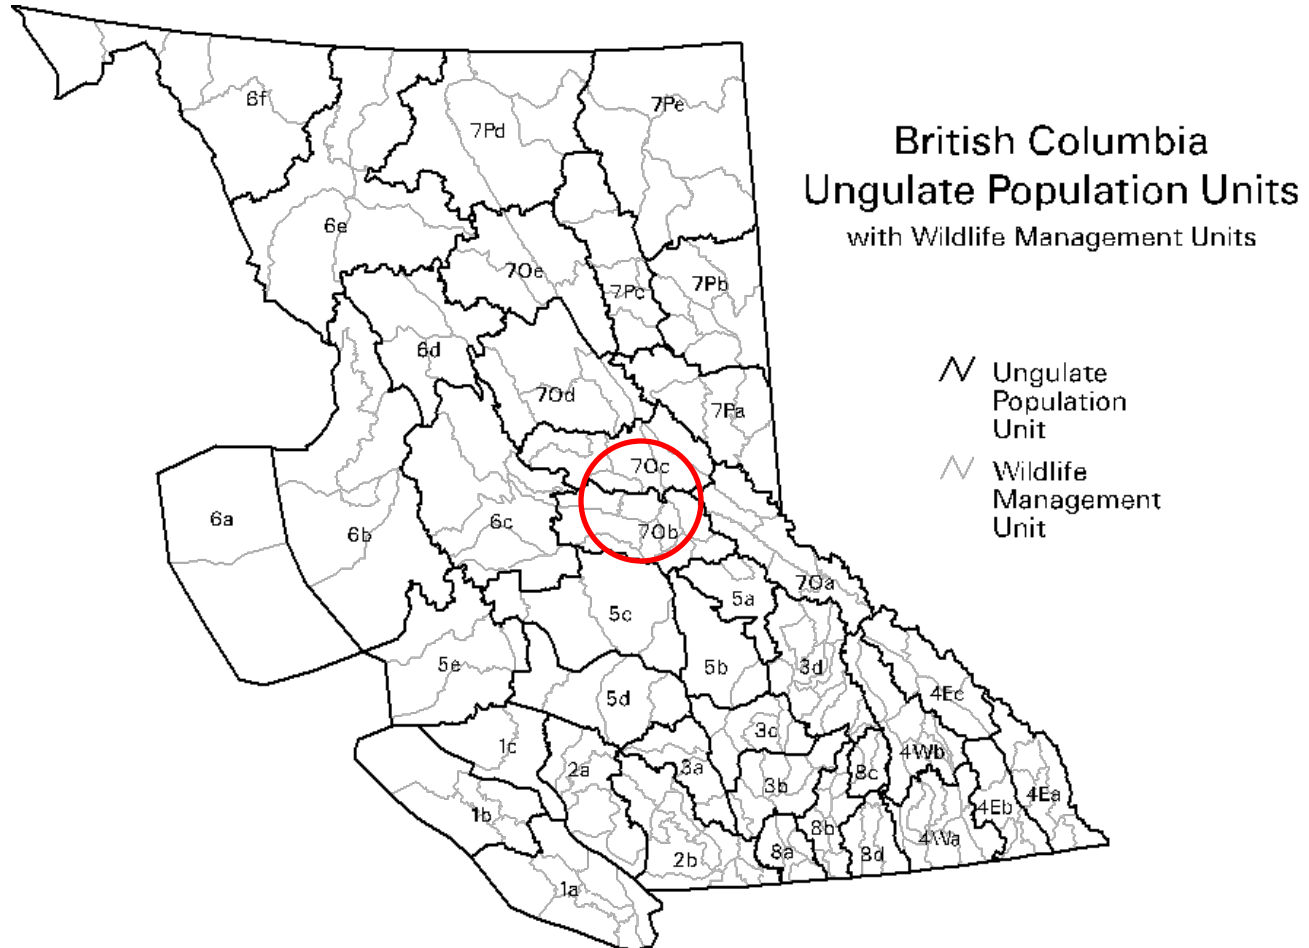 British Columbia
Ungulate Population Units
with Wildlife Management Units
Ungulate
Population
Unit
Wildlife
Management
Unit
6f
7Pd
7Pe
6e
7Oe
7Pc
7Pb
6d
7Od
7Pa
7Oc
6a
6b
6c
7Ob
7Oa
5c
5a
5e
5b
3d
5d
4Ec
1c
3c
4Wb
2a
3a
8c
3b
4Ea
1b
4Eb
8b
4Wa
2b
8a
8d
1a